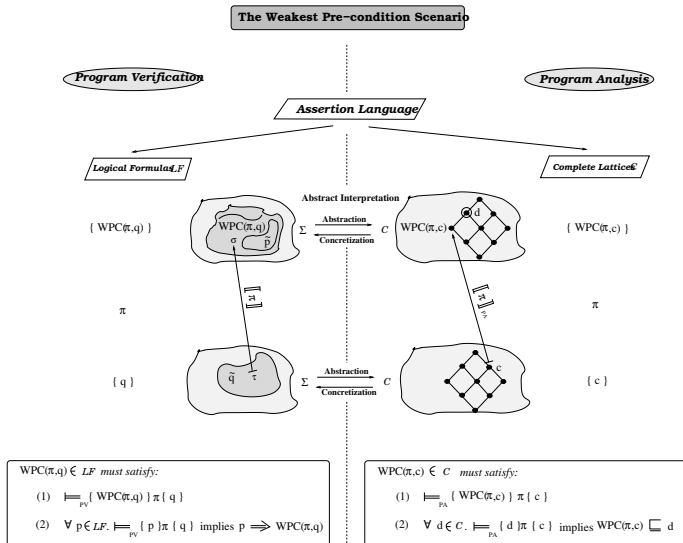 The Weakest Pre-condition Scenario
Program Verification
Program Analysis
Assertion Language
Logical Formulas LF
Complete Lattices C
Abstract Interpretation
{ WPC(π,q) }
WPC(π,q)
σ
p̃
Σ
Abstraction
Concretization
C
WPC(π,c)
d
{ WPC(π,c) }
π
[[π]]
[[π]]PA
π
{ q }
q̃
τ
Σ
Abstraction
Concretization
C
c
{ c }
WPC(π,q) ∈ LF must satisfy:
(1) ⊨PV { WPC(π,q) } π { q }
(2) ∀ p ∈ LF. ⊨PV { p } π { q } implies p ⟹ WPC(π,q)
WPC(π,c) ∈ C must satisfy:
(1) ⊨PA { WPC(π,c) } π { c }
(2) ∀ d ∈ C. ⊨PA { d } π { c } implies WPC(π,c) ⊑ d